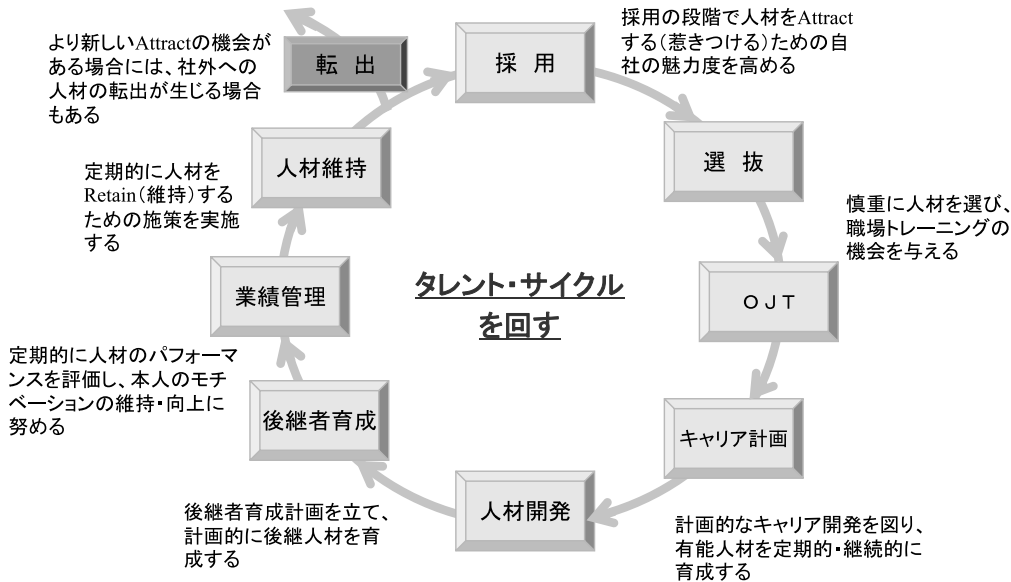 採用の段階で人材をAttract
する(惹きつける)ための自
社の魅力度を高める
より新しいAttractの機会が
ある場合には、社外への
人材の転出が生じる場合
もある
転 出
採 用
選 抜
人材維持
定期的に人材を
Retain(維持)する
ための施策を実施
する
慎重に人材を選び、
職場トレーニングの
機会を与える
タレント・サイクル
を回す
業績管理
OJT
定期的に人材のパフォーマ
ンスを評価し、本人のモチ
ベーションの維持・向上に
努める
後継者育成
キャリア計画
人材開発
後継者育成計画を立て、
計画的に後継人材を育
成する
計画的なキャリア開発を図り、
有能人材を定期的・継続的に
育成する